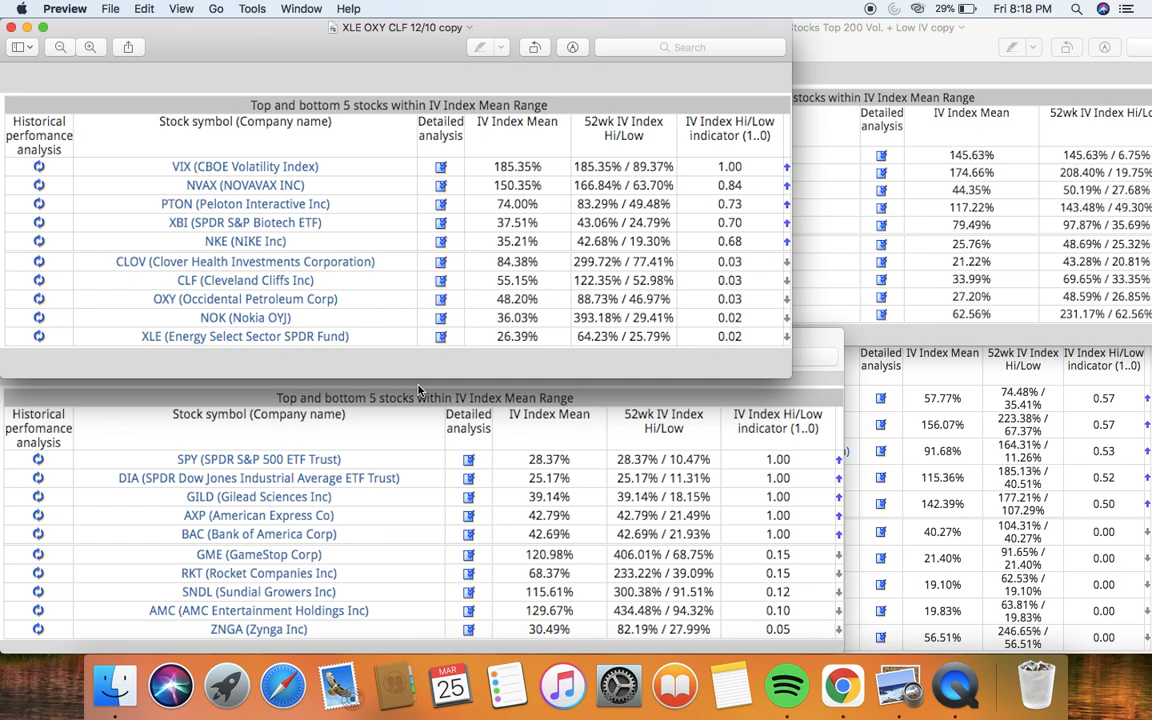 Preview File Edit View Go Tools Window Help 29% Fri 8:18 PM
XLE OXY CLF 12/10 copy
Search
Top and bottom 5 stocks within IV Index Mean Range
Historical perfomance analysis Stock symbol (Company name) Detailed analysis IV Index Mean 52wk IV Index Hi/Low IV Index Hi/Low indicator (1..0)
VIX (CBOE Volatility Index) 185.35% 185.35% / 89.37% 1.00
NVAX (NOVAVAX INC) 150.35% 166.84% / 63.70% 0.84
PTON (Peloton Interactive Inc) 74.00% 83.29% / 49.48% 0.73
XBI (SPDR S&P Biotech ETF) 37.51% 43.06% / 24.79% 0.70
NKE (NIKE Inc) 35.21% 42.68% / 19.30% 0.68
CLOV (Clover Health Investments Corporation) 84.38% 299.72% / 77.41% 0.03
CLF (Cleveland Cliffs Inc) 55.15% 122.35% / 52.98% 0.03
OXY (Occidental Petroleum Corp) 48.20% 88.73% / 46.97% 0.03
NOK (Nokia OYJ) 36.03% 393.18% / 29.41% 0.02
XLE (Energy Select Sector SPDR Fund) 26.39% 64.23% / 25.79% 0.02
tocks Top 200 Vol. + Low IV copy
stocks within IV Index Mean Range
Detailed analysis IV Index Mean 52wk IV Index Hi/Lo
145.63% 145.63% / 6.75%
174.66% 208.40% / 19.75%
44.35% 50.19% / 27.68%
117.22% 143.48% / 49.30%
79.49% 97.87% / 35.69%
25.76% 48.69% / 25.32%
21.22% 43.28% / 20.81%
33.99% 69.65% / 33.35%
27.20% 48.59% / 26.85%
62.56% 231.17% / 62.56%
Top and bottom 5 stocks within IV Index Mean Range
Historical perfomance analysis Stock symbol (Company name) Detailed analysis IV Index Mean 52wk IV Index Hi/Low IV Index Hi/Low indicator (1..0)
SPY (SPDR S&P 500 ETF Trust) 28.37% 28.37% / 10.47% 1.00
DIA (SPDR Dow Jones Industrial Average ETF Trust) 25.17% 25.17% / 11.31% 1.00
GILD (Gilead Sciences Inc) 39.14% 39.14% / 18.15% 1.00
AXP (American Express Co) 42.79% 42.79% / 21.49% 1.00
BAC (Bank of America Corp) 42.69% 42.69% / 21.93% 1.00
GME (GameStop Corp) 120.98% 406.01% / 68.75% 0.15
RKT (Rocket Companies Inc) 68.37% 233.22% / 39.09% 0.15
SNDL (Sundial Growers Inc) 115.61% 300.38% / 91.51% 0.12
AMC (AMC Entertainment Holdings Inc) 129.67% 434.48% / 94.32% 0.10
ZNGA (Zynga Inc) 30.49% 82.19% / 27.99% 0.05
Detailed analysis IV Index Mean 52wk IV Index Hi/Low IV Index Hi/Low indicator (1..0)
57.77% 74.48% / 35.41% 0.57
156.07% 223.38% / 67.37% 0.57
) 91.68% 164.31% / 11.26% 0.53
115.36% 185.13% / 40.51% 0.52
142.39% 177.21% / 107.29% 0.50
40.27% 104.31% / 40.27% 0.00
21.40% 91.65% / 21.40% 0.00
19.10% 62.53% / 19.10% 0.00
19.83% 63.81% / 19.83% 0.00
56.51% 246.65% / 56.51% 0.00
MAR
25